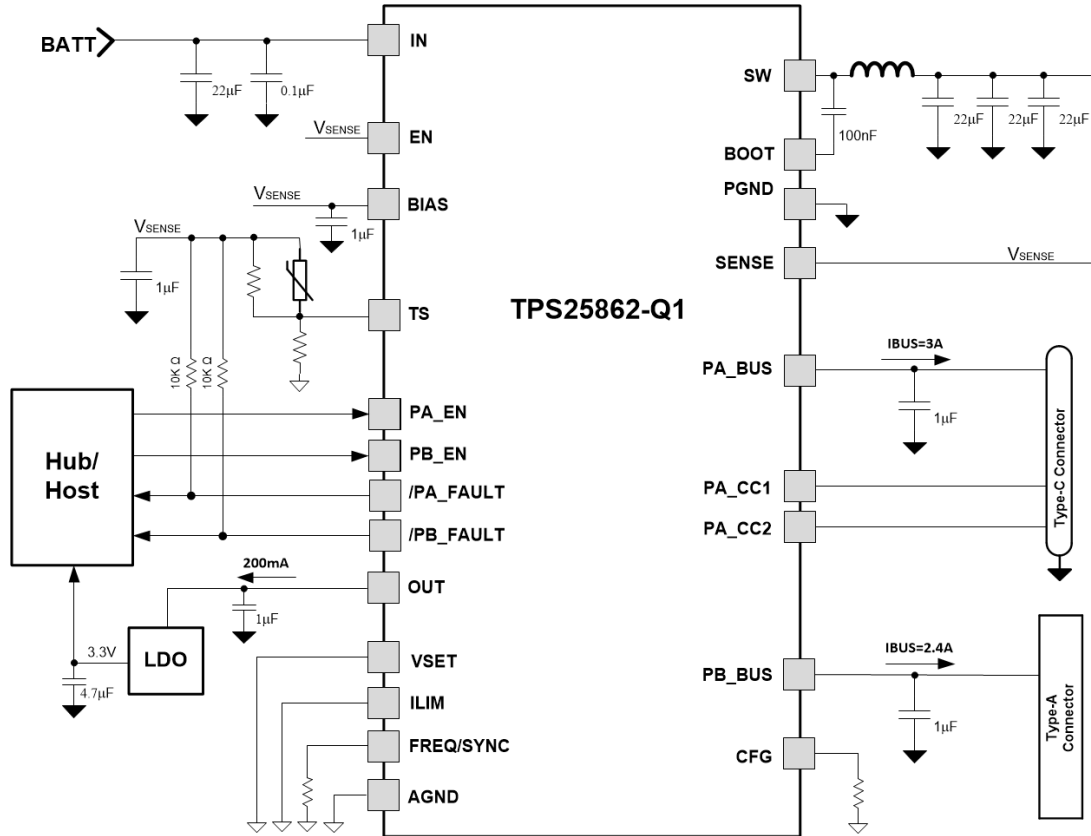 BATT
IN
22µF
0.1µF
VSENSE
EN
VSENSE
BIAS
1µF
VSENSE
1µF
TS
10K Ω
10K Ω
Hub/
Host
PA_EN
PB_EN
/PA_FAULT
/PB_FAULT
200mA
OUT
1µF
LDO
3.3V
4.7µF
VSET
ILIM
FREQ/SYNC
AGND
TPS25862-Q1
SW
100nF
22µF
22µF
22µF
BOOT
PGND
SENSE
VSENSE
IBUS=3A
PA_BUS
1µF
PA_CC1
PA_CC2
Type-C Connector
IBUS=2.4A
PB_BUS
1µF
Type-A
Connector
CFG